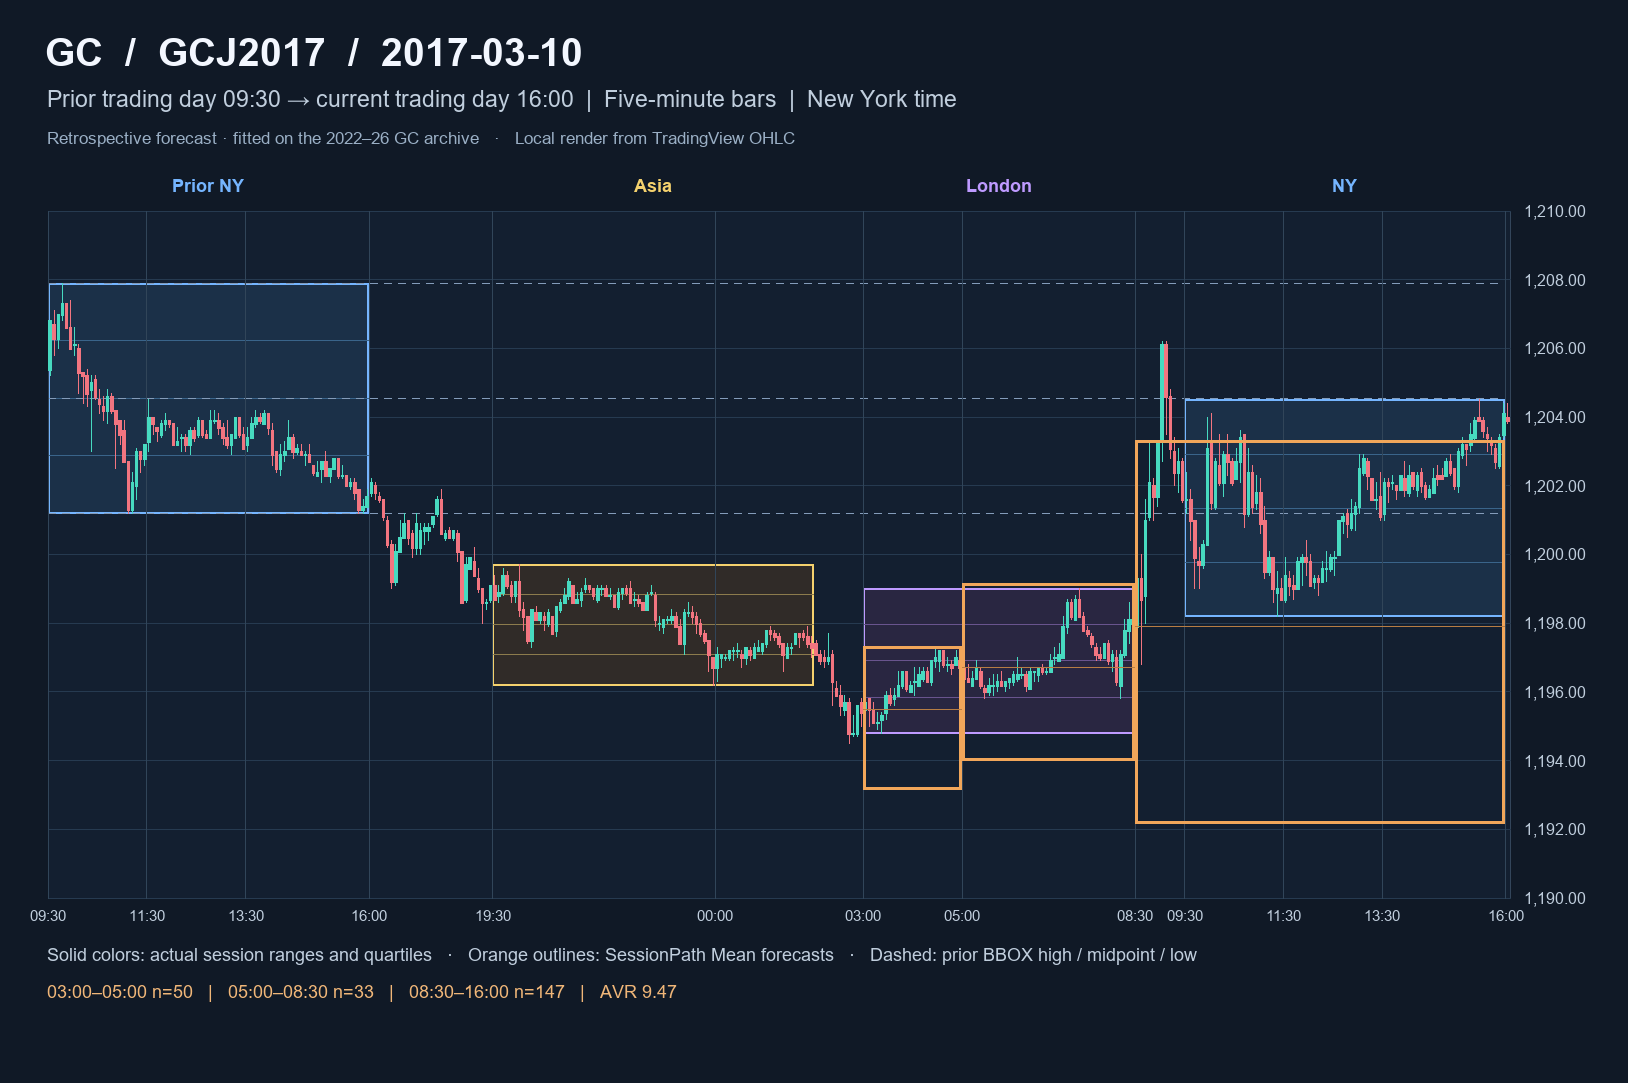 GC / GCJ2017 / 2017-03-10
Prior trading day 09:30 → current trading day 16:00 | Five-minute bars | New York time
Retrospective forecast · fitted on the 2022–26 GC archive · Local render from TradingView OHLC
Prior NY Asia London NY
1,210.00
1,208.00
1,206.00
1,204.00
1,202.00
1,200.00
1,198.00
1,196.00
1,194.00
1,192.00
1,190.00
09:30 11:30 13:30 16:00 19:30 00:00 03:00 05:00 08:30 09:30 11:30 13:30 16:00
Solid colors: actual session ranges and quartiles · Orange outlines: SessionPath Mean forecasts · Dashed: prior BBOX high / midpoint / low
03:00–05:00 n=50 | 05:00–08:30 n=33 | 08:30–16:00 n=147 | AVR 9.47